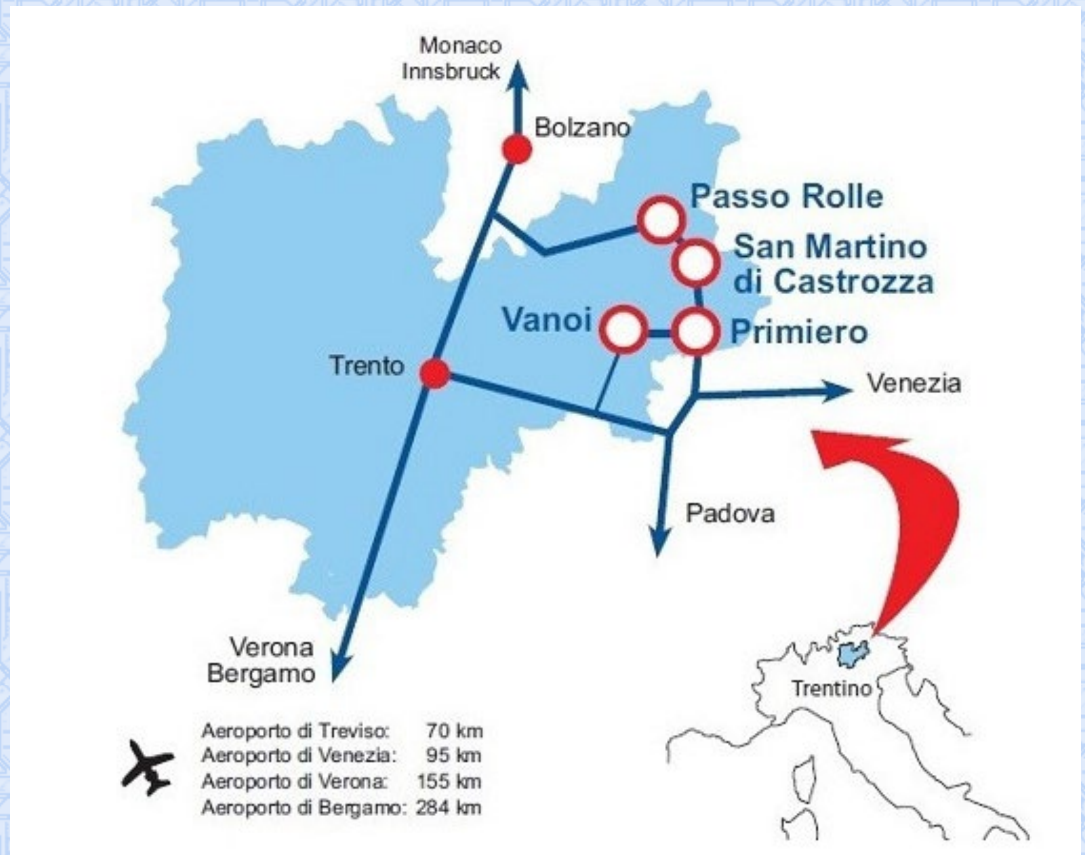 Monaco
Innsbruck
Bolzano
Passo Rolle
San Martino
di Castrozza
Vanoi
Primiero
Trento
Venezia
Padova
Verona
Bergamo
Trentino
Aeroporto di Treviso: 70 km
Aeroporto di Venezia: 95 km
Aeroporto di Verona: 155 km
Aeroporto di Bergamo: 284 km